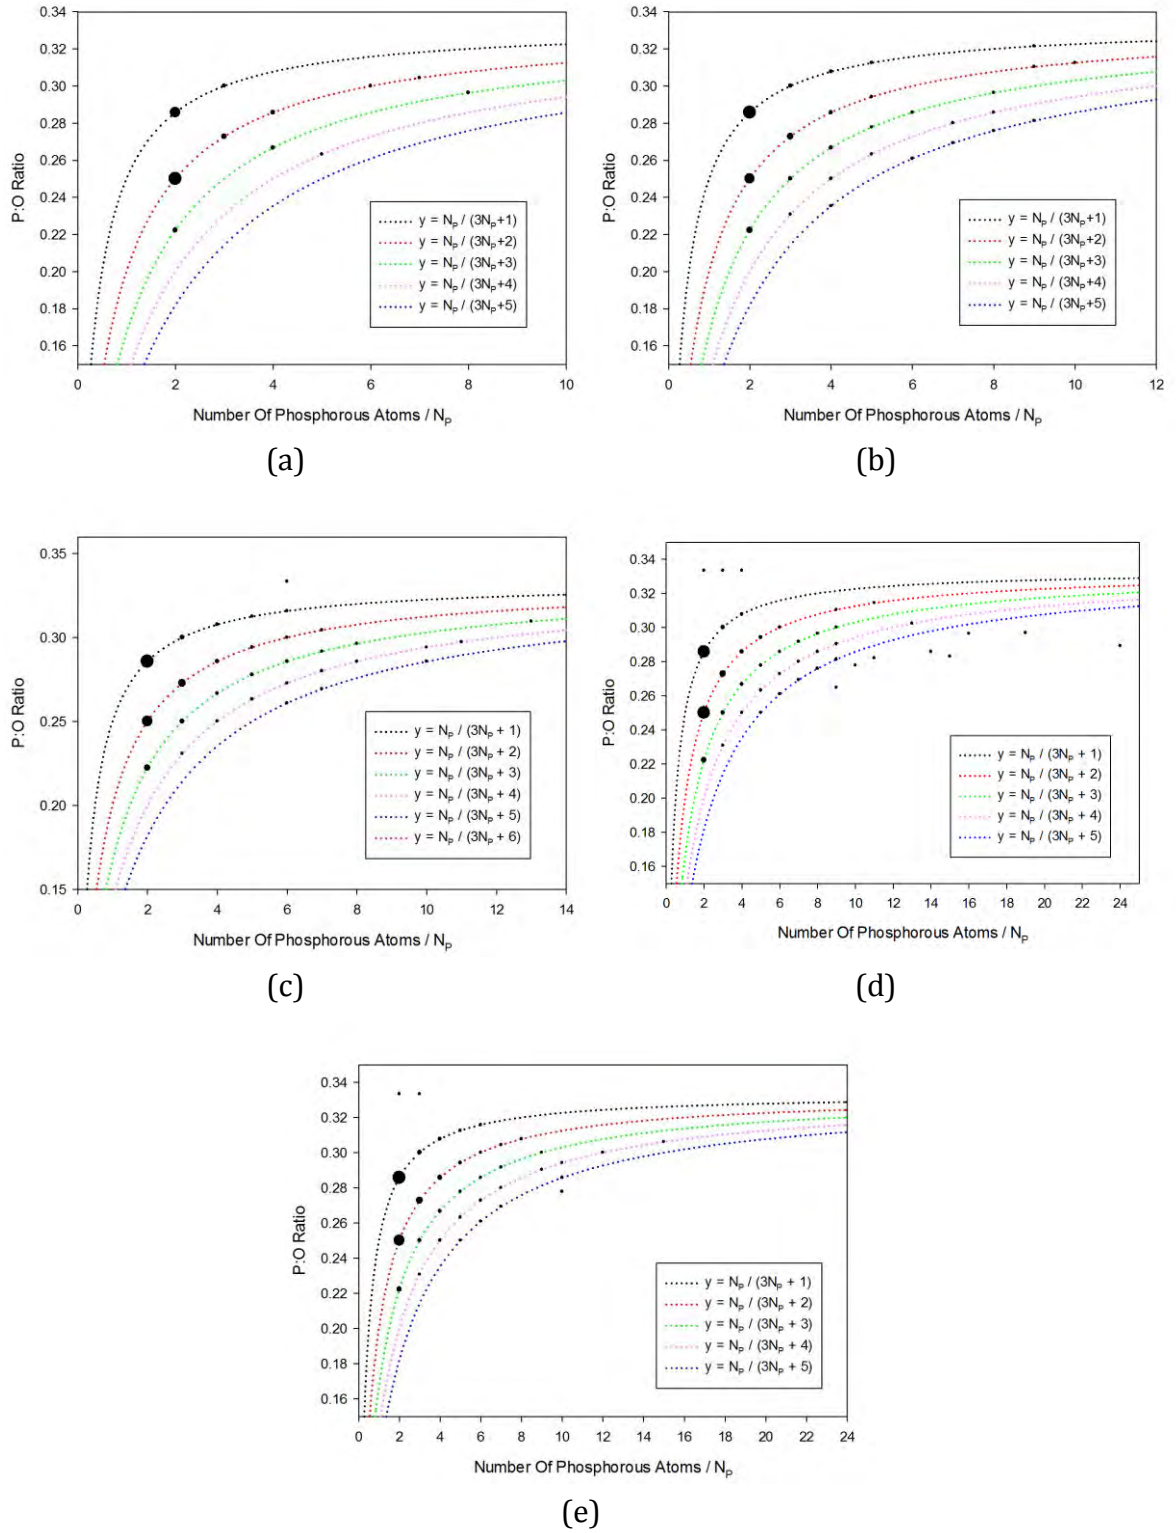 0.34
0.32
0.30
0.28
0.26
0.24
0.22
0.20
0.18
0.16
P:O Ratio
y = Nₚ / (3Nₚ+1)
y = Nₚ / (3Nₚ+2)
y = Nₚ / (3Nₚ+3)
y = Nₚ / (3Nₚ+4)
y = Nₚ / (3Nₚ+5)
0 2 4 6 8 10
Number Of Phosphorous Atoms / Nₚ
(a)
0.34
0.32
0.30
0.28
0.26
0.24
0.22
0.20
0.18
0.16
P:O Ratio
y = Nₚ / (3Nₚ+1)
y = Nₚ / (3Nₚ+2)
y = Nₚ / (3Nₚ+3)
y = Nₚ / (3Nₚ+4)
y = Nₚ / (3Nₚ+5)
0 2 4 6 8 10 12
Number Of Phosphorous Atoms / Nₚ
(b)
0.35
0.30
0.25
0.20
0.15
P:O Ratio
y = Nₚ / (3Nₚ + 1)
y = Nₚ / (3Nₚ + 2)
y = Nₚ / (3Nₚ + 3)
y = Nₚ / (3Nₚ + 4)
y = Nₚ / (3Nₚ + 5)
y = Nₚ / (3Nₚ + 6)
0 2 4 6 8 10 12 14
Number Of Phosphorous Atoms / Nₚ
(c)
0.34
0.32
0.30
0.28
0.26
0.24
0.22
0.20
0.18
0.16
P:O Ratio
y = Nₚ / (3Nₚ + 1)
y = Nₚ / (3Nₚ + 2)
y = Nₚ / (3Nₚ + 3)
y = Nₚ / (3Nₚ + 4)
y = Nₚ / (3Nₚ + 5)
0 2 4 6 8 10 12 14 16 18 20 22 24
Number Of Phosphorous Atoms / Nₚ
(d)
0.34
0.32
0.30
0.28
0.26
0.24
0.22
0.20
0.18
0.16
P:O Ratio
y = Nₚ / (3Nₚ + 1)
y = Nₚ / (3Nₚ + 2)
y = Nₚ / (3Nₚ + 3)
y = Nₚ / (3Nₚ + 4)
y = Nₚ / (3Nₚ + 5)
0 2 4 6 8 10 12 14 16 18 20 22 24
Number Of Phosphorous Atoms / Nₚ
(e)